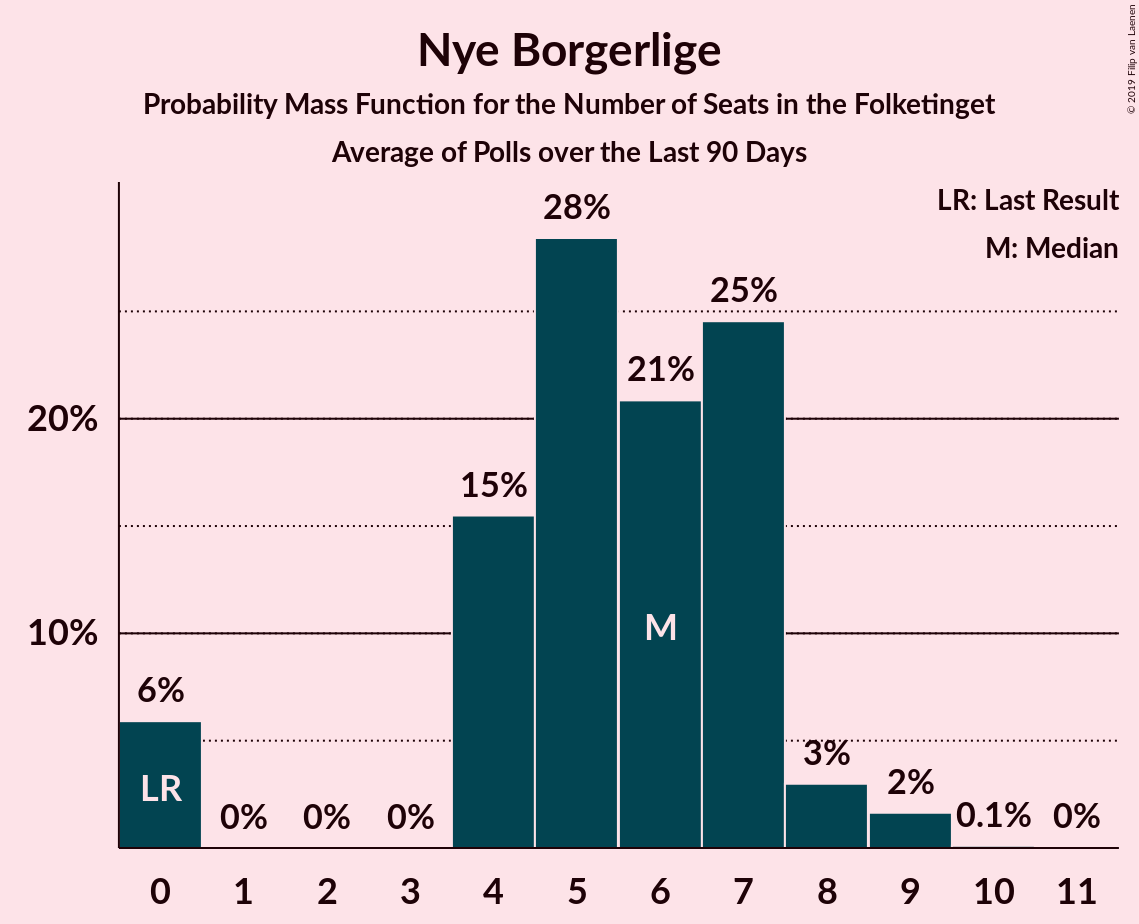 Nye Borgerlige
Probability Mass Function for the Number of Seats in the Folketinget
Average of Polls over the Last 90 Days
© 2019 Filip van Laenen
LR: Last Result
M: Median
28%
25%
21%
20%
15%
10%
M
6%
LR
3%
2%
0% 0% 0% 0.1% 0%
0 1 2 3 4 5 6 7 8 9 10 11